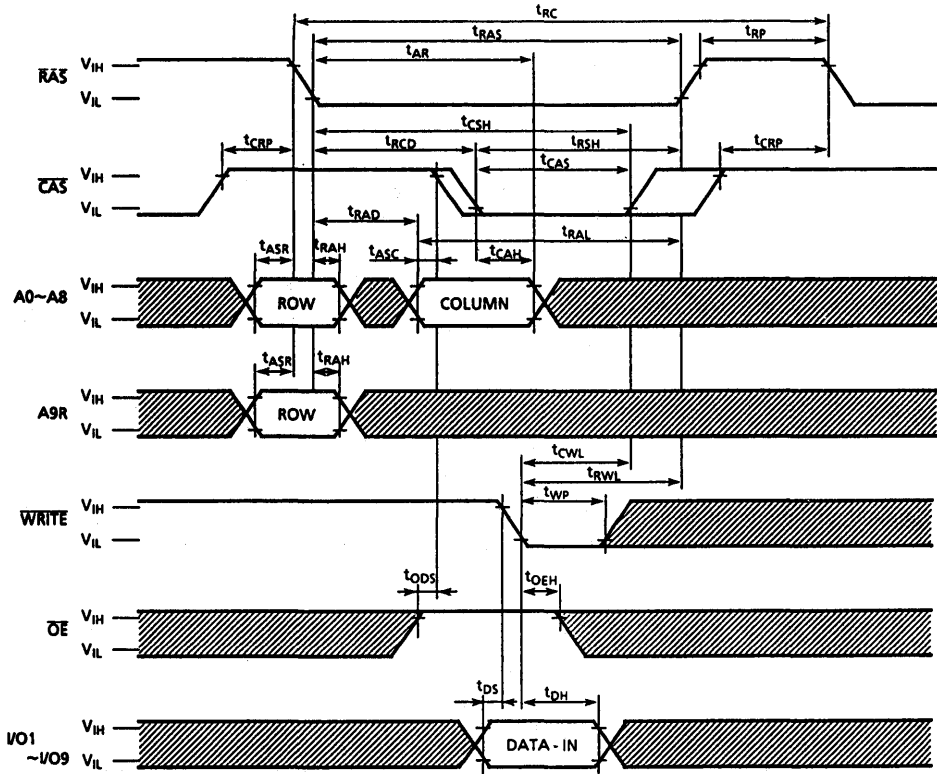 tRC
tRAS
tRP
tAR
RAS
VIH
VIL
tCSH
tCRP
tRCD
tRSH
tCRP
tCAS
CAS
VIH
VIL
tRAD
tRAL
tASR
tRAH
tASC
tCAH
A0~A8
VIH
VIL
ROW
COLUMN
tASR
tRAH
A9R
VIH
VIL
ROW
tCWL
tRWL
tWP
WRITE
VIH
VIL
tODS
tOEH
OE
VIH
VIL
tDS
tDH
I/O1
~I/O9
VIH
VIL
DATA - IN